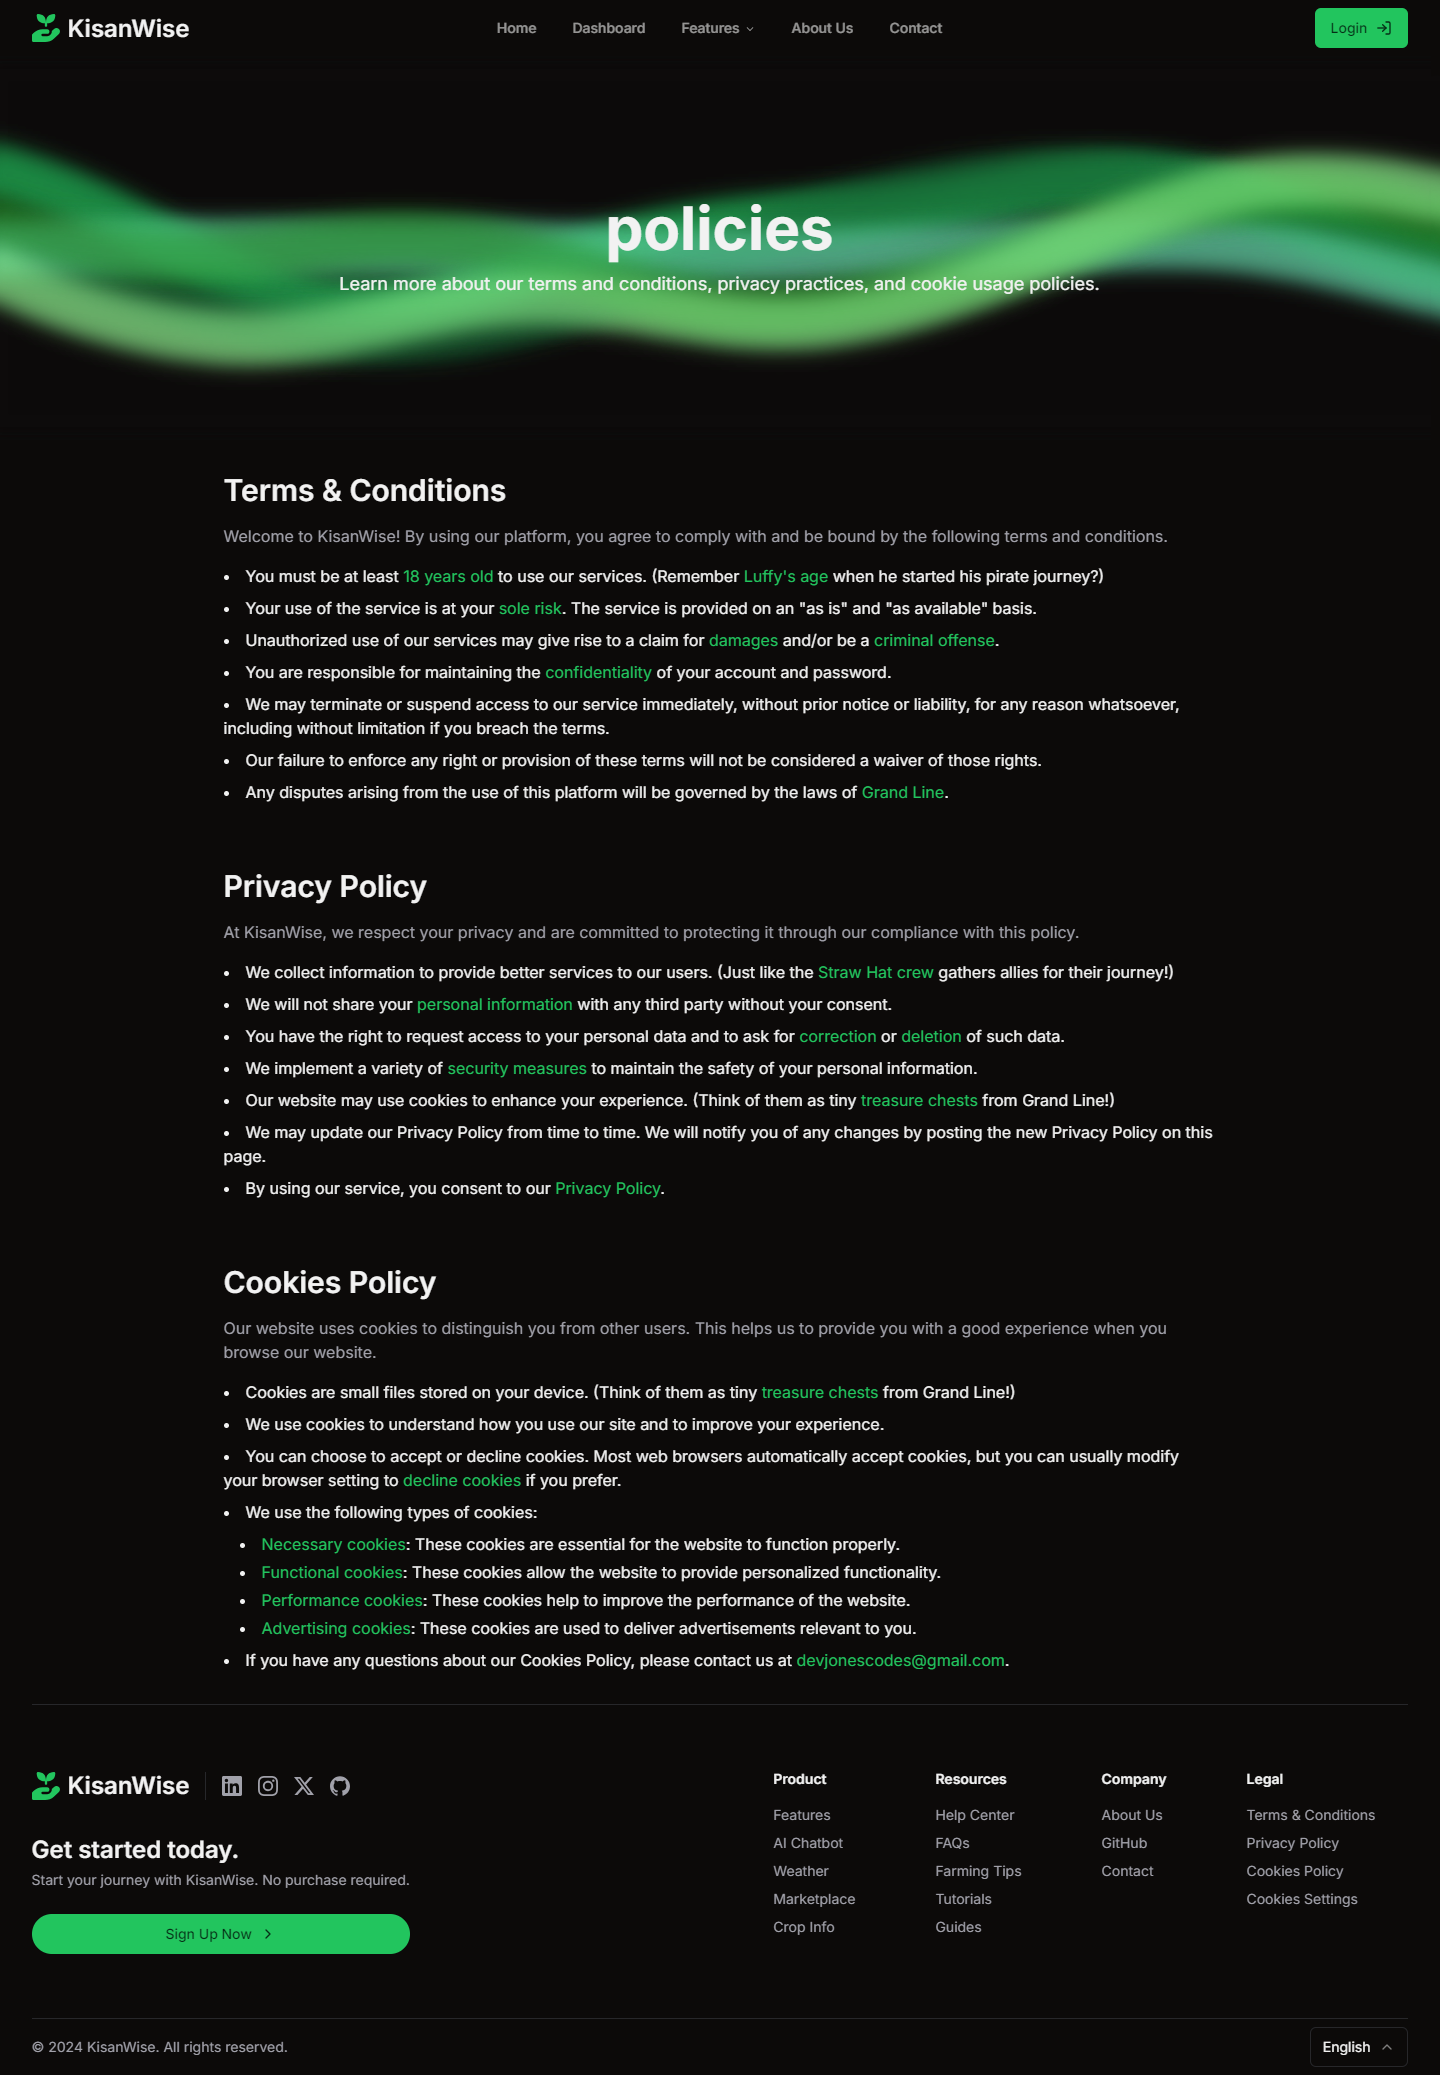 KisanWise
Home
Dashboard
Features
About Us
Contact
Login
policies
Learn more about our terms and conditions, privacy practices, and cookie usage policies.
Terms & Conditions
Welcome to KisanWise! By using our platform, you agree to comply with and be bound by the following terms and conditions.
• You must be at least 18 years old to use our services. (Remember Luffy's age when he started his pirate journey?)
• Your use of the service is at your sole risk. The service is provided on an "as is" and "as available" basis.
• Unauthorized use of our services may give rise to a claim for damages and/or be a criminal offense.
• You are responsible for maintaining the confidentiality of your account and password.
• We may terminate or suspend access to our service immediately, without prior notice or liability, for any reason whatsoever,
including without limitation if you breach the terms.
• Our failure to enforce any right or provision of these terms will not be considered a waiver of those rights.
• Any disputes arising from the use of this platform will be governed by the laws of Grand Line.
Privacy Policy
At KisanWise, we respect your privacy and are committed to protecting it through our compliance with this policy.
• We collect information to provide better services to our users. (Just like the Straw Hat crew gathers allies for their journey!)
• We will not share your personal information with any third party without your consent.
• You have the right to request access to your personal data and to ask for correction or deletion of such data.
• We implement a variety of security measures to maintain the safety of your personal information.
• Our website may use cookies to enhance your experience. (Think of them as tiny treasure chests from Grand Line!)
• We may update our Privacy Policy from time to time. We will notify you of any changes by posting the new Privacy Policy on this
page.
• By using our service, you consent to our Privacy Policy.
Cookies Policy
Our website uses cookies to distinguish you from other users. This helps us to provide you with a good experience when you
browse our website.
• Cookies are small files stored on your device. (Think of them as tiny treasure chests from Grand Line!)
• We use cookies to understand how you use our site and to improve your experience.
• You can choose to accept or decline cookies. Most web browsers automatically accept cookies, but you can usually modify
your browser setting to decline cookies if you prefer.
• We use the following types of cookies:
• Necessary cookies: These cookies are essential for the website to function properly.
• Functional cookies: These cookies allow the website to provide personalized functionality.
• Performance cookies: These cookies help to improve the performance of the website.
• Advertising cookies: These cookies are used to deliver advertisements relevant to you.
• If you have any questions about our Cookies Policy, please contact us at devjonescodes@gmail.com.
KisanWise
Get started today.
Start your journey with KisanWise. No purchase required.
Sign Up Now
Product
Features
AI Chatbot
Weather
Marketplace
Crop Info
Resources
Help Center
FAQs
Farming Tips
Tutorials
Guides
Company
About Us
GitHub
Contact
Legal
Terms & Conditions
Privacy Policy
Cookies Policy
Cookies Settings
© 2024 KisanWise. All rights reserved.
English